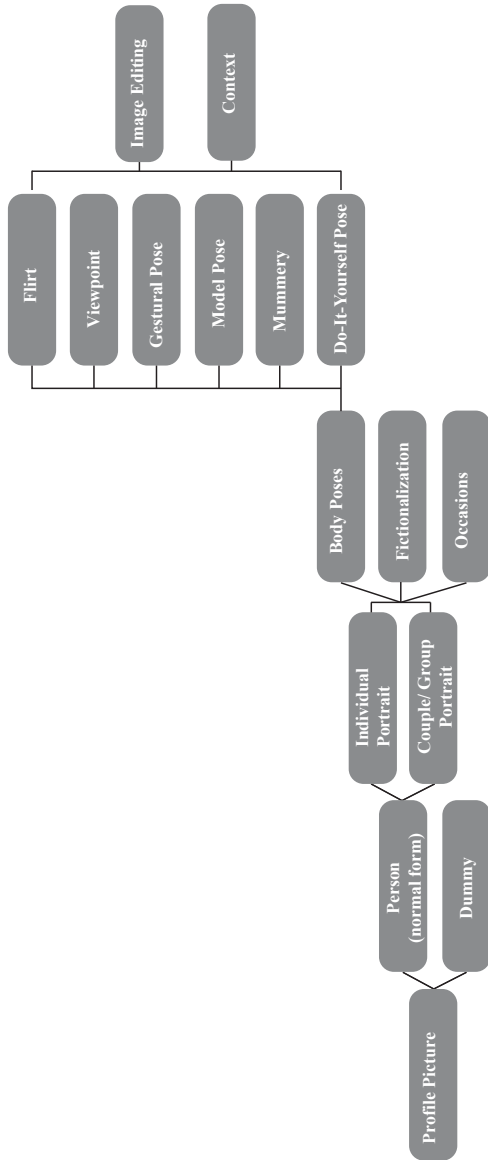 Profile Picture
Person
(normal form)
Dummy
Individual
Portrait
Couple/ Group
Portrait
Body Poses
Fictionalization
Occasions
Flirt
Viewpoint
Gestural Pose
Model Pose
Mummery
Do-It-Yourself Pose
Image Editing
Context